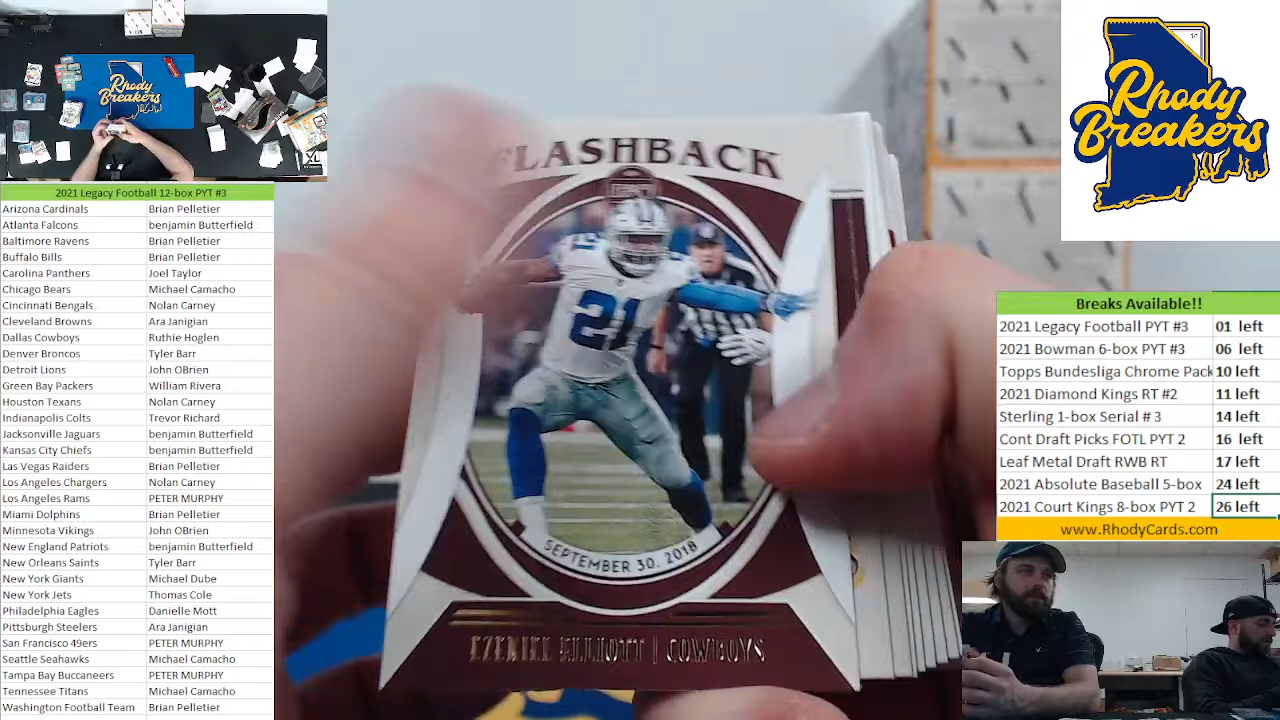 Rhody
Breakers
2021 Legacy Football 12-box PYT #3
Arizona Cardinals Brian Pelletier
Atlanta Falcons benjamin Butterfield
Baltimore Ravens Brian Pelletier
Buffalo Bills Brian Pelletier
Carolina Panthers Joel Taylor
Chicago Bears Michael Camacho
Cincinnati Bengals Nolan Carney
Cleveland Browns Ara Janigian
Dallas Cowboys Ruthie Hoglen
Denver Broncos Tyler Barr
Detroit Lions John OBrien
Green Bay Packers William Rivera
Houston Texans Nolan Carney
Indianapolis Colts Trevor Richard
Jacksonville Jaguars benjamin Butterfield
Kansas City Chiefs benjamin Butterfield
Las Vegas Raiders Brian Pelletier
Los Angeles Chargers Nolan Carney
Los Angeles Rams PETER MURPHY
Miami Dolphins Brian Pelletier
Minnesota Vikings John OBrien
New England Patriots benjamin Butterfield
New Orleans Saints Tyler Barr
New York Giants Michael Dube
New York Jets Thomas Cole
Philadelphia Eagles Danielle Mott
Pittsburgh Steelers Ara Janigian
San Francisco 49ers PETER MURPHY
Seattle Seahawks Michael Camacho
Tampa Bay Buccaneers PETER MURPHY
Tennessee Titans Michael Camacho
Washington Football Team Brian Pelletier
FLASHBACK
LEGACY
21
21
SEPTEMBER 30, 2018
EZEKIEL ELLIOTT | COWBOYS
Rhody
Breakers
Breaks Available!!
2021 Legacy Football PYT #3 01 left
2021 Bowman 6-box PYT #3 06 left
Topps Bundesliga Chrome Pack 10 left
2021 Diamond Kings RT #2 11 left
Sterling 1-box Serial # 3 14 left
Cont Draft Picks FOTL PYT 2 16 left
Leaf Metal Draft RWB RT 17 left
2021 Absolute Baseball 5-box 24 left
2021 Court Kings 8-box PYT 2 26 left
www.RhodyCards.com